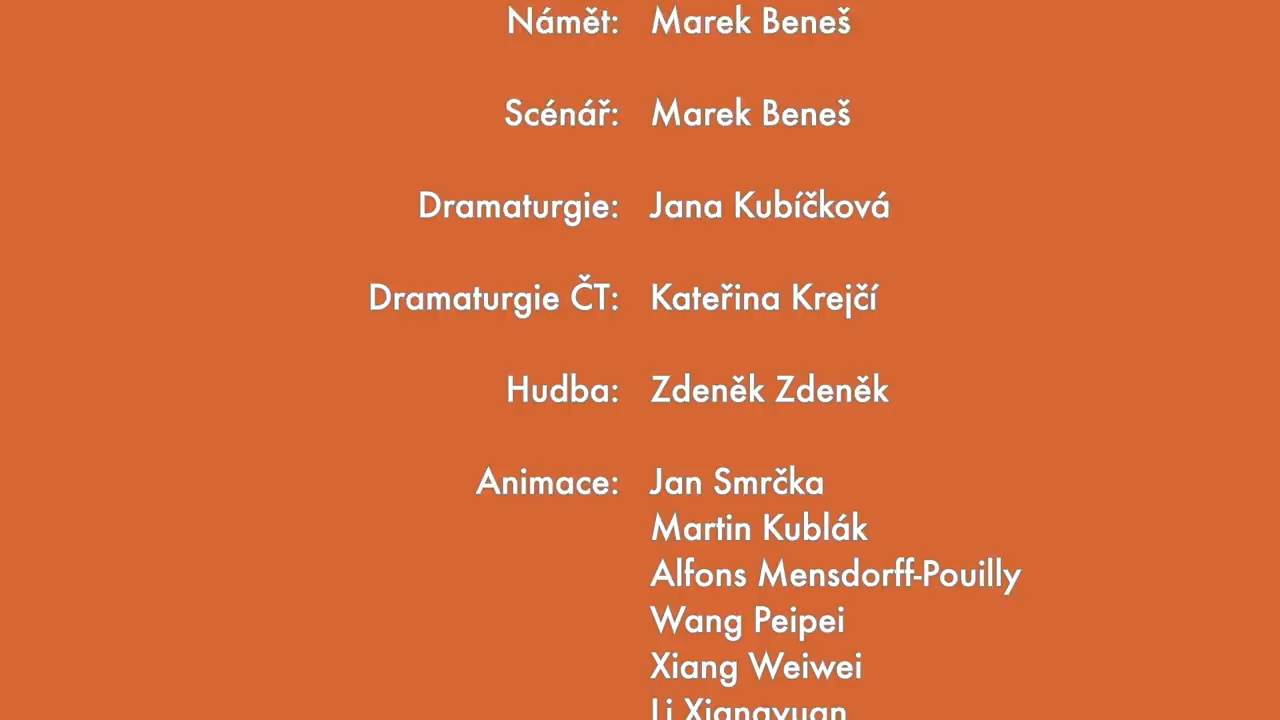 Námět: Marek Beneš
Scénář: Marek Beneš
Dramaturgie: Jana Kubíčková
Dramaturgie ČT: Kateřina Krejčí
Hudba: Zdeněk Zdeněk
Animace: Jan Smrčka
Martin Kublák
Alfons Mensdorff-Pouilly
Wang Peipei
Xiang Weiwei
Li Xiangyuan